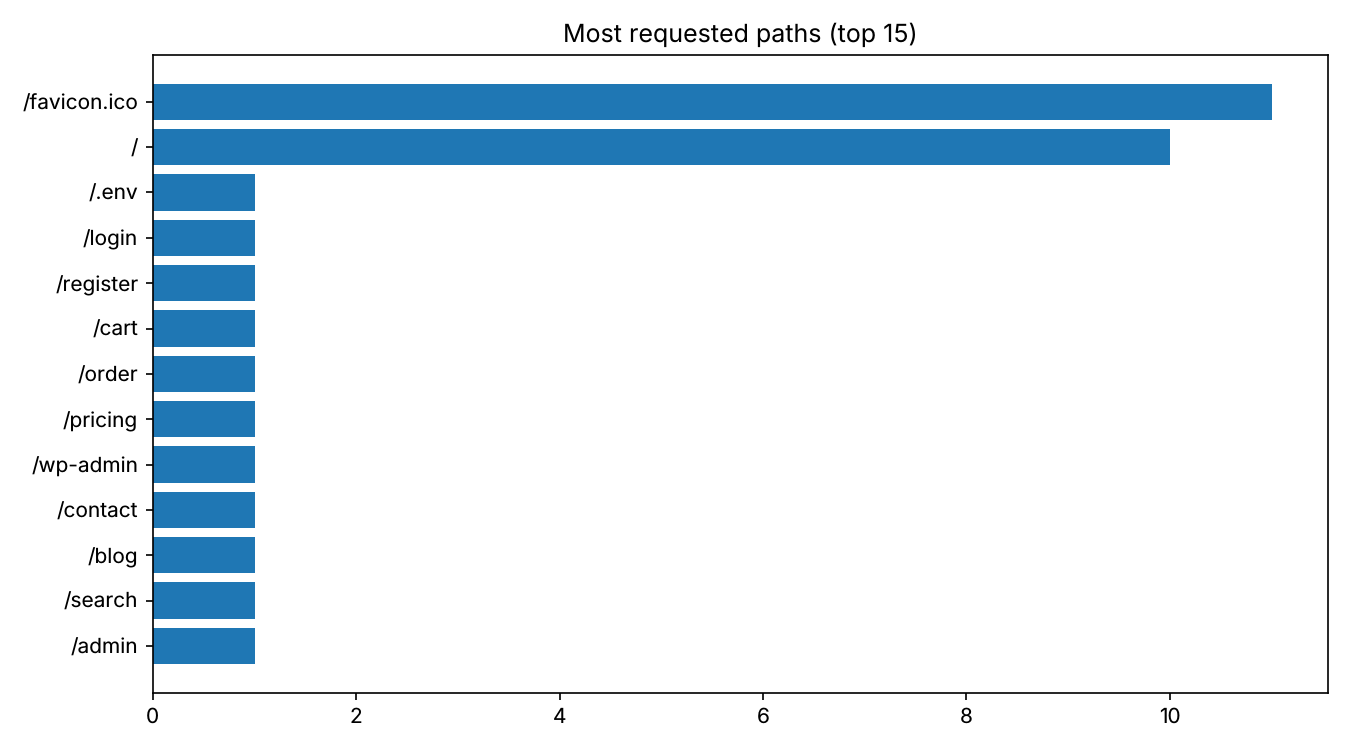 Most requested paths (top 15)
/favicon.ico
/
/.env
/login
/register
/cart
/order
/pricing
/wp-admin
/contact
/blog
/search
/admin
0 2 4 6 8 10